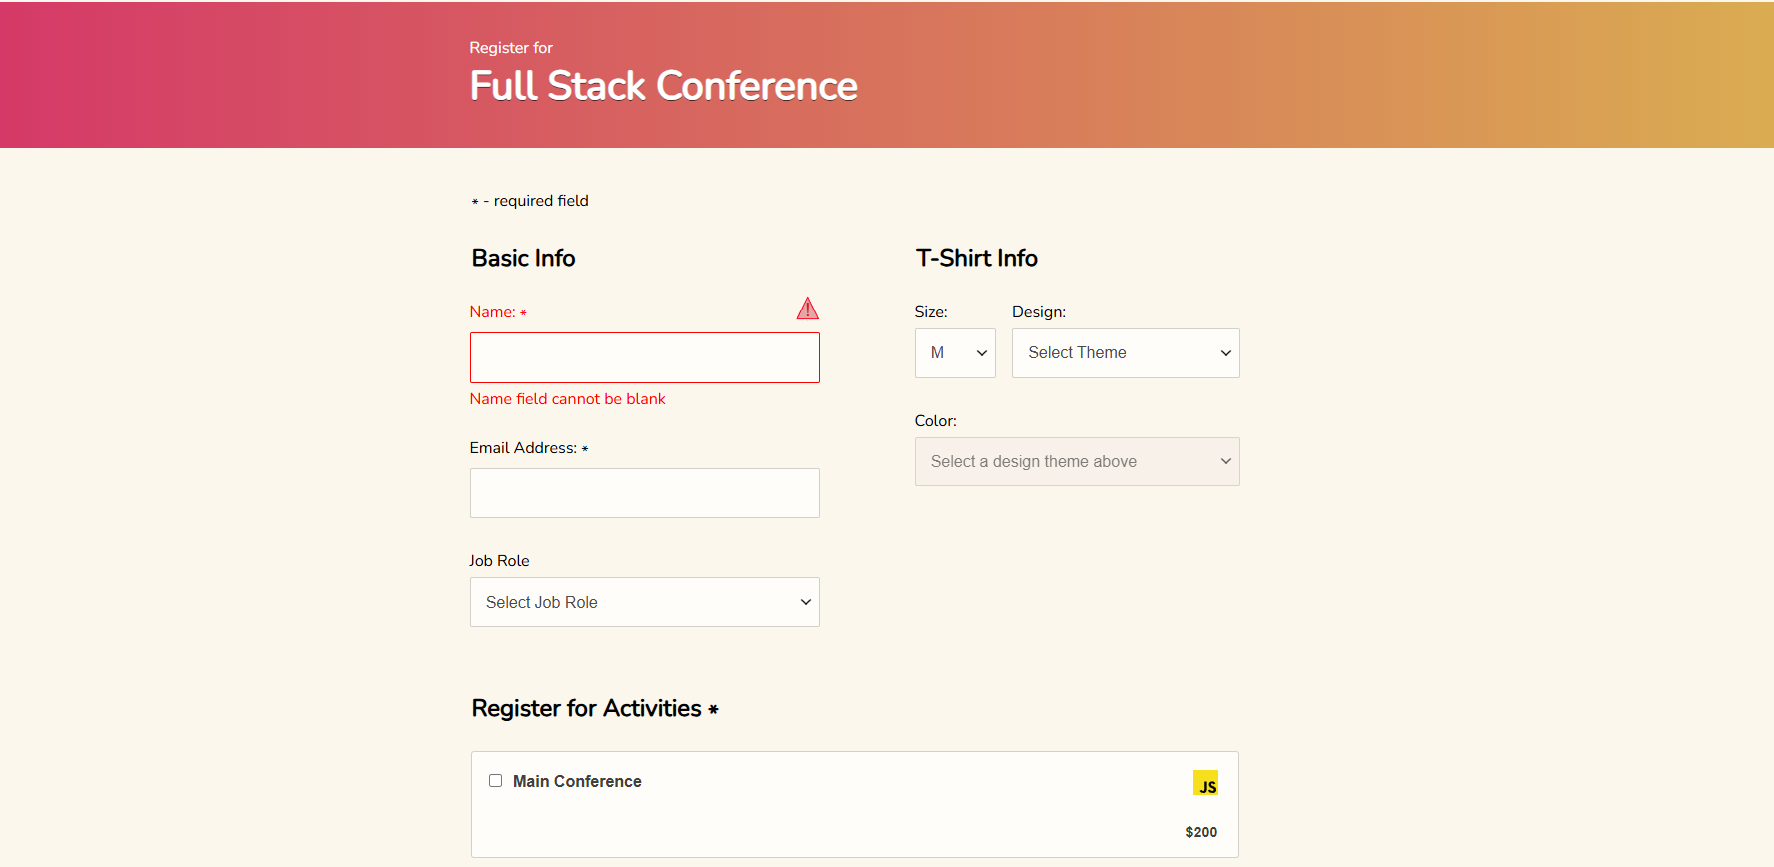 Register for
Full Stack Conference
* - required field
Basic Info
Name: *
!
Name field cannot be blank
Email Address: *
Job Role
Select Job Role
T-Shirt Info
Size:
Design:
M
Select Theme
Color:
Select a design theme above
Register for Activities *
Main Conference
JS
$200